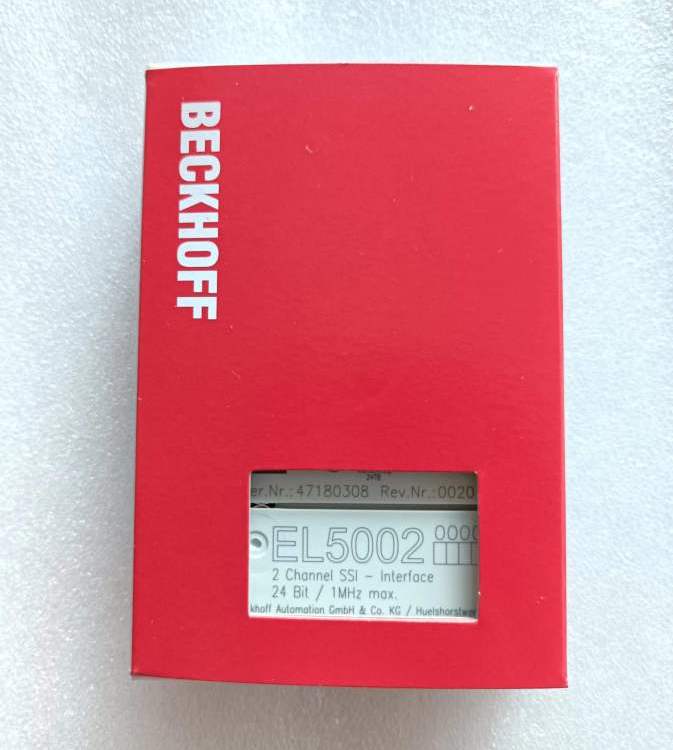 BECKHOFF
er.Nr.:47180308 Rev.Nr.:0020
EL5002
2 Channel SSI - Interface
24 Bit / 1MHz max.
khoff Automation GmbH & Co. KG / Huelshorstwe